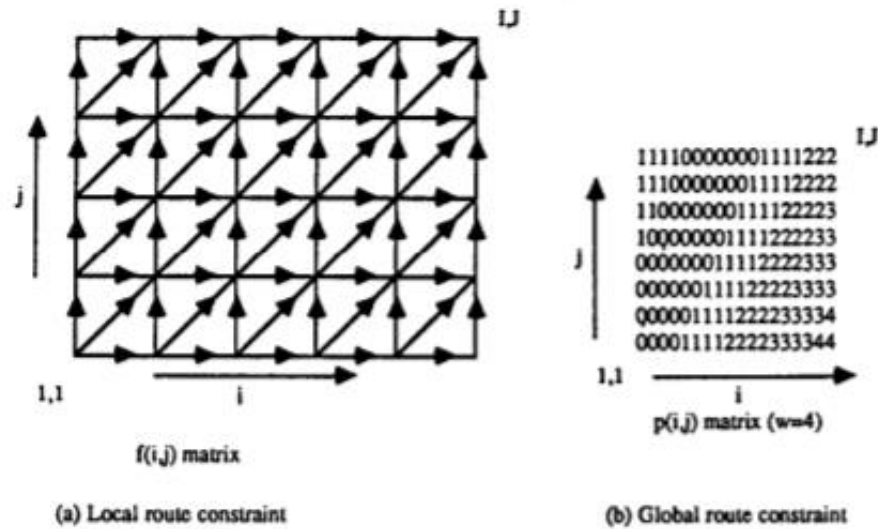 I,J
j
1,1
i
f(i,j) matrix
(a) Local route constraint
I,J
111100000001111222
111000000011112222
110000000111122223
100000001111222233
000000011112222333
000000111122223333
000001111222233334
000011112222333344
j
1,1
i
p(i,j) matrix (w=4)
(b) Global route constraint